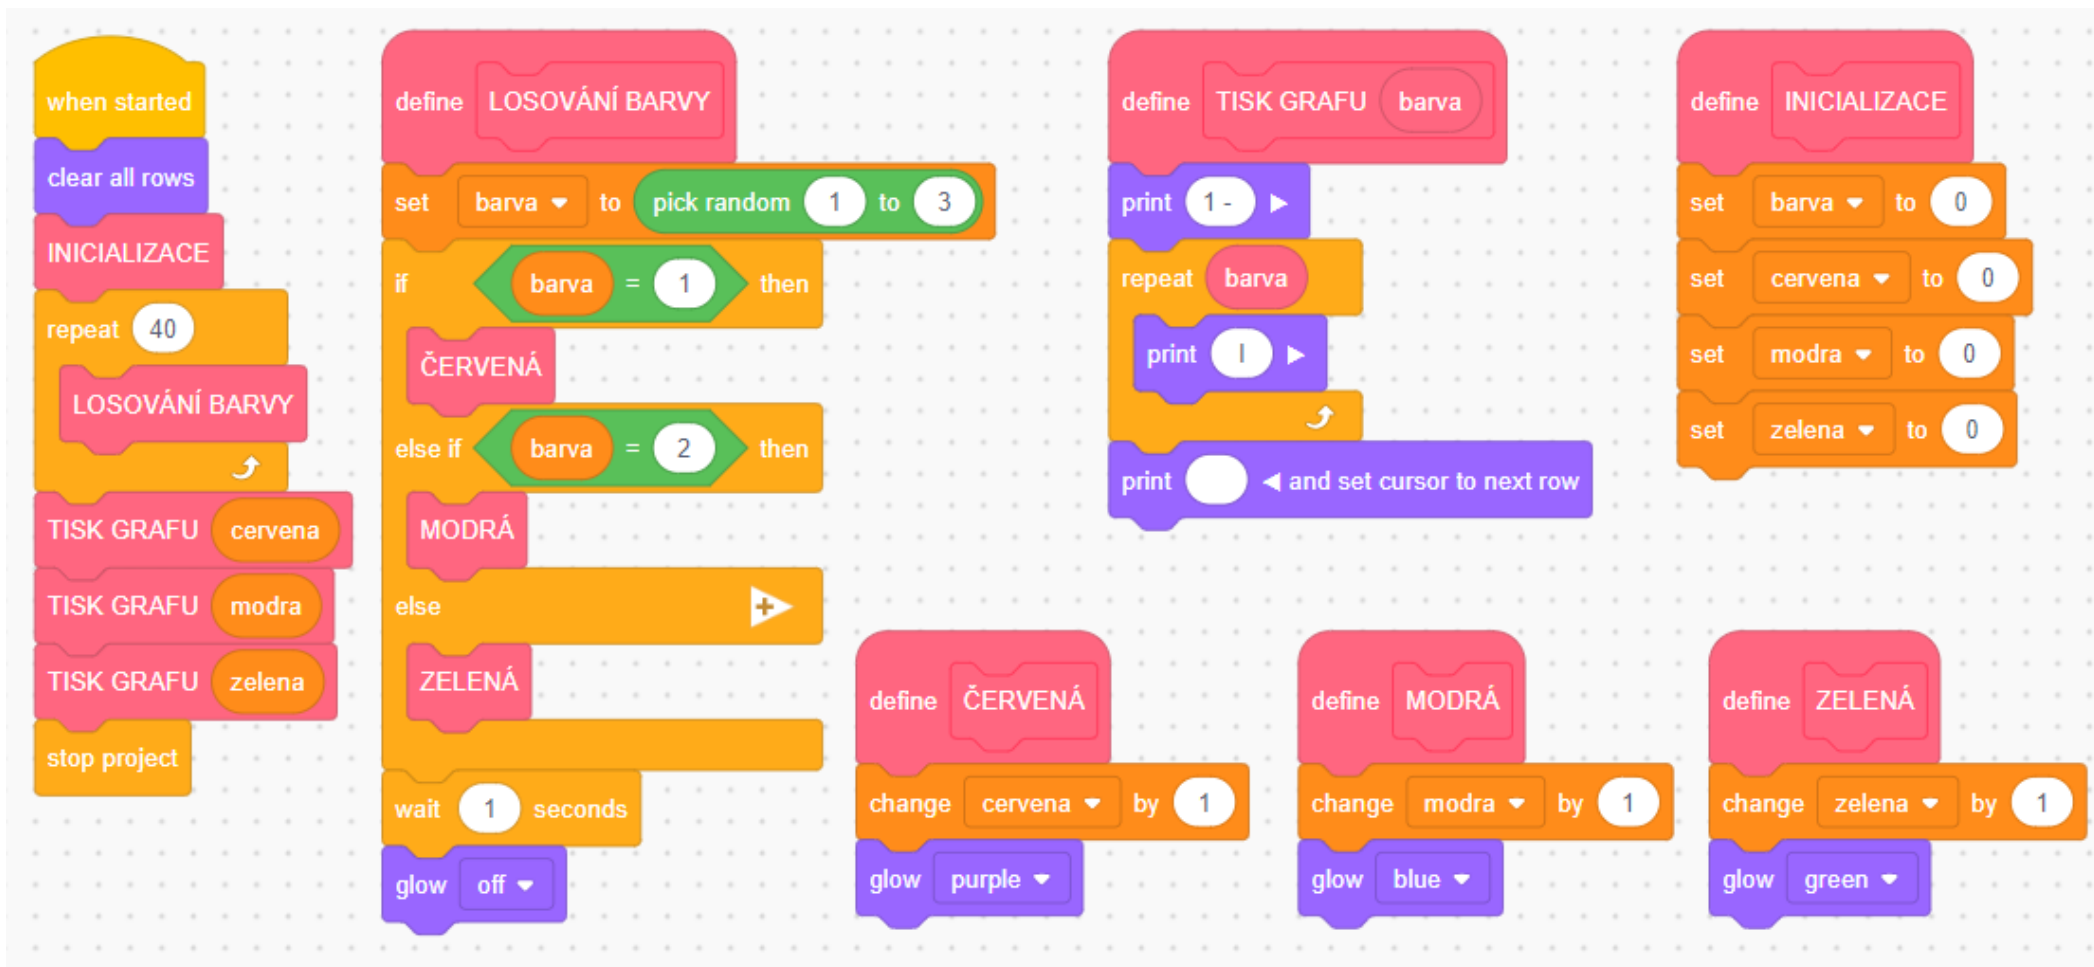 when started
clear all rows
INICIALIZACE
repeat 40
LOSOVÁNÍ BARVY
TISK GRAFU cervena
TISK GRAFU modra
TISK GRAFU zelena
stop project
define LOSOVÁNÍ BARVY
set barva to pick random 1 to 3
if barva = 1 then
ČERVENÁ
else if barva = 2 then
MODRÁ
else
ZELENÁ
wait 1 seconds
glow off
define TISK GRAFU barva
print 1 -
repeat barva
print I
print and set cursor to next row
define INICIALIZACE
set barva to 0
set cervena to 0
set modra to 0
set zelena to 0
define ČERVENÁ
change cervena by 1
glow purple
define MODRÁ
change modra by 1
glow blue
define ZELENÁ
change zelena by 1
glow green